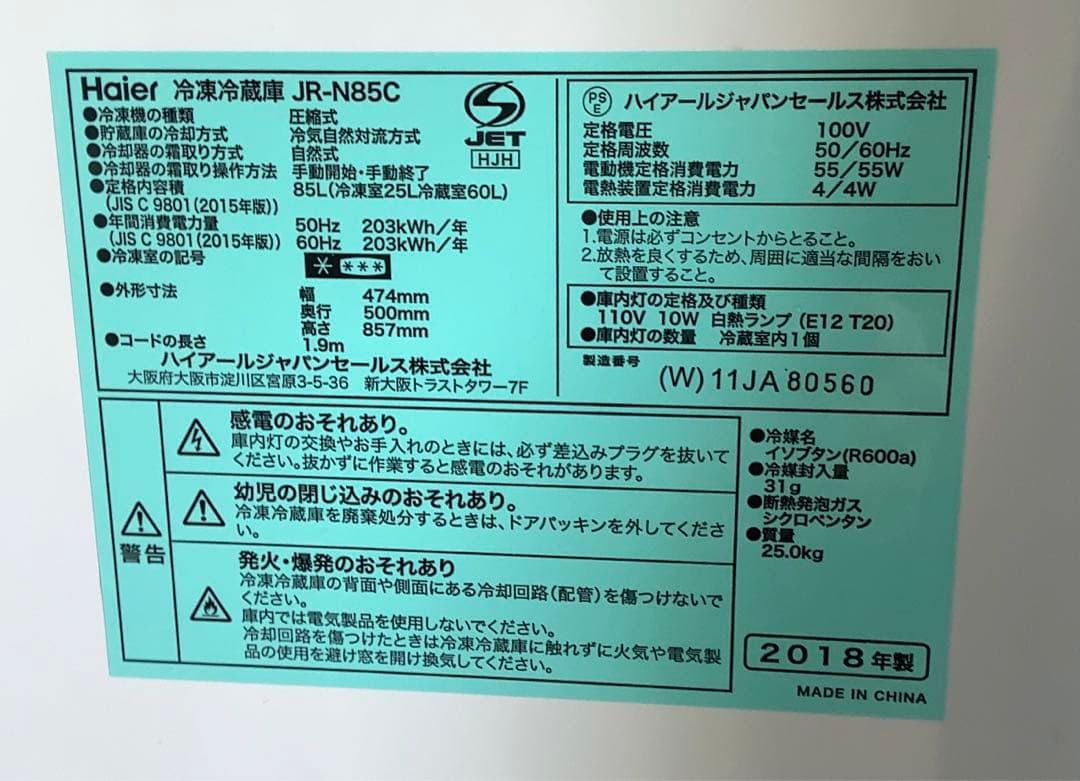 Haier 冷凍冷蔵庫 JR-N85C
●冷凍機の種類 圧縮式
●貯蔵庫の冷却方式 冷気自然対流方式
●冷却器の霜取り方式 自然式
●冷却器の霜取り操作方法 手動開始・手動終了
●定格内容積 85L(冷凍室25L冷蔵室60L)
(JIS C 9801(2015年版))
●年間消費電力量 50Hz 203kWh/年
(JIS C 9801(2015年版)) 60Hz 203kWh/年
●冷凍室の記号 * ***
●外形寸法 幅 474mm
奥行 500mm
高さ 857mm
●コードの長さ 1.9m
ハイアールジャパンセールス株式会社
大阪府大阪市淀川区宮原3-5-36 新大阪トラストタワー7F
S
JET
HJH
PS
E
ハイアールジャパンセールス株式会社
定格電圧 100V
定格周波数 50/60Hz
電動機定格消費電力 55/55W
電熱装置定格消費電力 4/4W
●使用上の注意
1.電源は必ずコンセントからとること。
2.放熱を良くするため、周囲に適当な間隔をおい
て設置すること。
●庫内灯の定格及び種類
110V 10W 白熱ランプ(E12 T20)
●庫内灯の数量 冷蔵室内1個
製造番号
(W)11JA 80560
警告
感電のおそれあり。
庫内灯の交換やお手入れのときには、必ず差込みプラグを抜いて
ください。抜かずに作業すると感電のおそれがあります。
幼児の閉じ込みのおそれあり。
冷凍冷蔵庫を廃棄処分するときは、ドアパッキンを外してくださ
い。
発火・爆発のおそれあり
冷凍冷蔵庫の背面や側面にある冷却回路(配管)を傷つけないで
ください。
庫内では電気製品を使用しないでください。
冷却回路を傷つけたときは冷凍冷蔵庫に触れずに火気や電気製
品の使用を避け窓を開け換気してください。
●冷媒名
イソブタン(R600a)
●冷媒封入量
31g
●断熱発泡ガス
シクロペンタン
●質量
25.0kg
2018年製
MADE IN CHINA